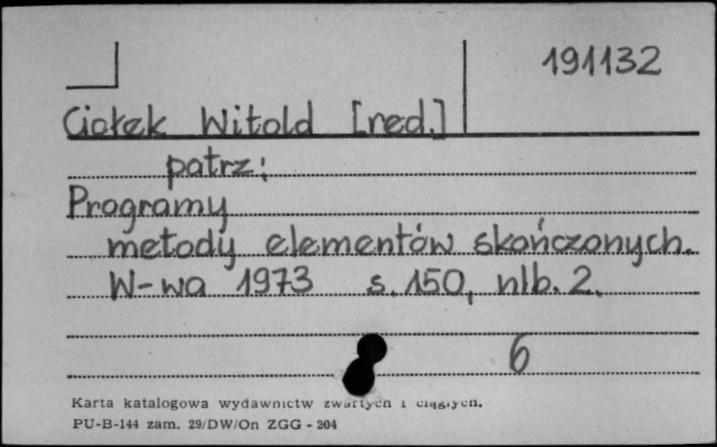 191132
Ciołek Witold [red.]
patrz:
Programy
metody elementów skończonych.
W-wa 1973 s. 150, nlb. 2.
6
Karta katalogowa wydawnictw zwartych i ciągłych.
PU-B-144 zam. 29/DW/On ZGG - 204